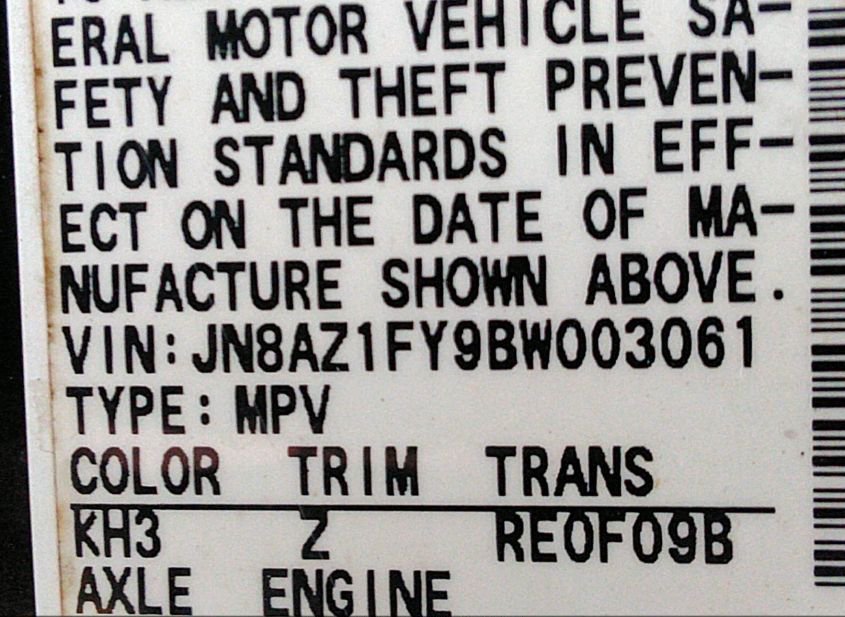 ERAL MOTOR VEHICLE SA-
FETY AND THEFT PREVEN-
TION STANDARDS IN EFF-
ECT ON THE DATE OF MA-
NUFACTURE SHOWN ABOVE.
VIN:JN8AZ1FY9BW003061
TYPE: MPV
COLOR TRIM TRANS
KH3 Z RE0F09B
AXLE ENGINE